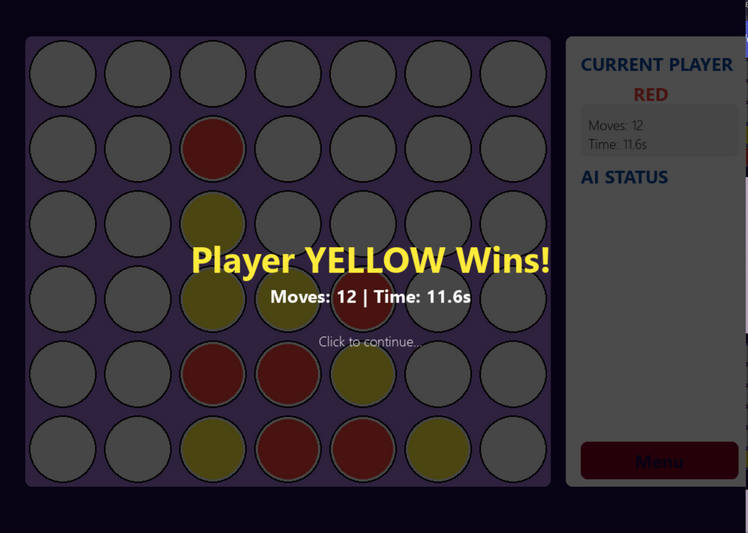 CURRENT PLAYER
RED
Moves: 12
Time: 11.6s
AI STATUS
Player YELLOW Wins!
Moves: 12 | Time: 11.6s
Click to continue...
Menu